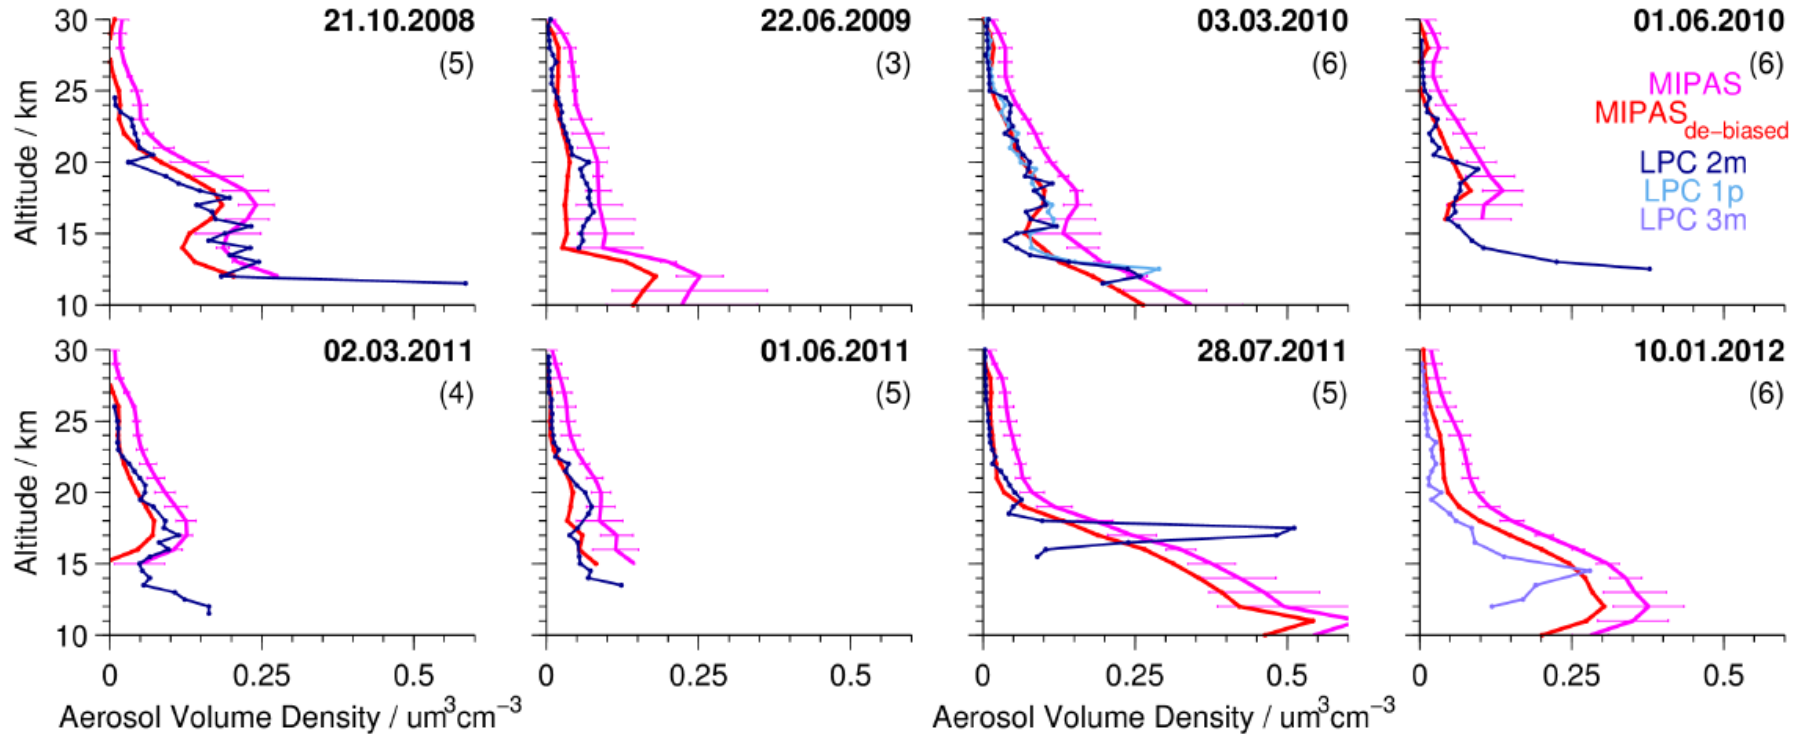 21.10.2008
(5)
30
25
20
15
10
Altitude / km
22.06.2009
(3)
03.03.2010
(6)
01.06.2010
(6)
MIPAS
MIPAS de−biased
LPC 2m
LPC 1p
LPC 3m
02.03.2011
(4)
30
25
20
15
10
Altitude / km
0 0.25 0.5
Aerosol Volume Density / um³cm⁻³
01.06.2011
(5)
0 0.25 0.5
28.07.2011
(5)
0 0.25 0.5
Aerosol Volume Density / um³cm⁻³
10.01.2012
(6)
0 0.25 0.5